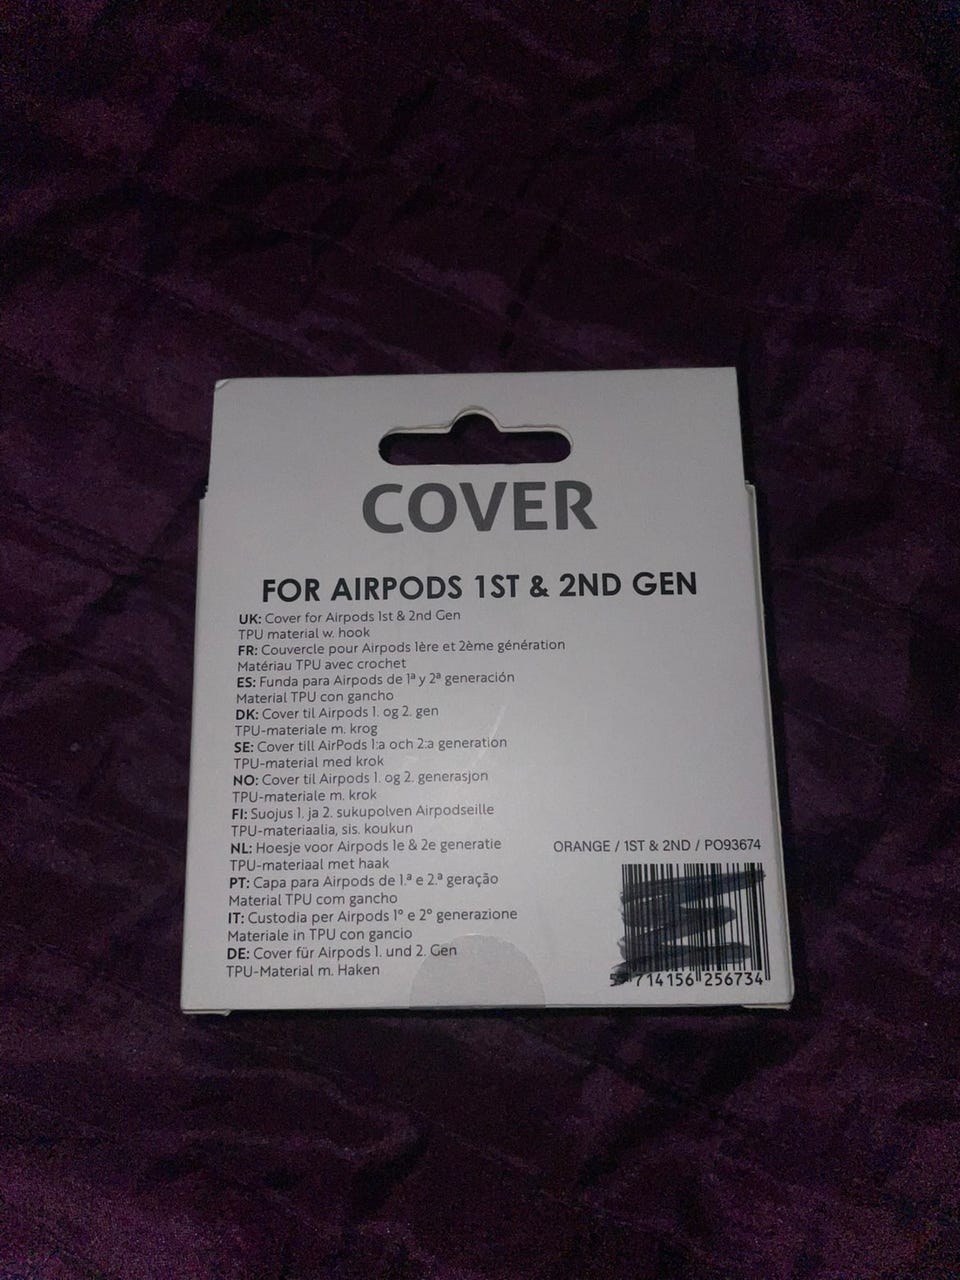 COVER
FOR AIRPODS 1ST & 2ND GEN
UK: Cover for Airpods 1st & 2nd Gen
TPU material w. hook
FR: Couvercle pour Airpods 1ère et 2ème génération
Matériau TPU avec crochet
ES: Funda para Airpods de 1ª y 2ª generación
Material TPU con gancho
DK: Cover til Airpods 1. og 2. gen
TPU-materiale m. krog
SE: Cover till AirPods 1:a och 2:a generation
TPU-material med krok
NO: Cover til Airpods 1. og 2. generasjon
TPU-materiale m. krok
FI: Suojus 1. ja 2. sukupolven Airpodseille
TPU-materiaalia, sis. koukun
NL: Hoesje voor Airpods 1e & 2e generatie
TPU-materiaal met haak
PT: Capa para Airpods de 1.ª e 2.ª geração
Material TPU com gancho
IT: Custodia per Airpods 1° e 2° generazione
Materiale in TPU con gancio
DE: Cover für Airpods 1. und 2. Gen
TPU-Material m. Haken
ORANGE / 1ST & 2ND / PO93674
5 714156 256734